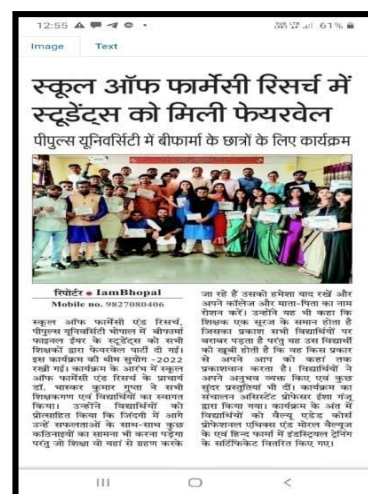 12:55
61%
Image Text
स्कूल ऑफ फार्मेसी रिसर्च में
स्टूडेंट्स को मिली फेयरवेल
पीपुल्स यूनिवर्सिटी में बीफार्मा के छात्रों के लिए कार्यक्रम
रिपोर्टर ● IamBhopal
Mobile no. 9827080406
स्कूल ऑफ फार्मेसी एंड रिसर्च,
पीपुल्स यूनिवर्सिटी भोपाल में बीफार्मा
फाइनल ईयर के स्टूडेंट्स को सभी
शिक्षकों द्वारा फेयरवेल पार्टी दी गई।
इस कार्यक्रम की थीम सुयोग -2022
रखी गई। कार्यक्रम के आरंभ में स्कूल
ऑफ फार्मेसी एंड रिसर्च के प्राचार्य
डॉ. भास्कर कुमार गुप्ता ने सभी
शिक्षकगण एवं विद्यार्थियों का स्वागत
किया। उन्होंने विद्यार्थियों को
प्रोत्साहित किया कि जिंदगी में आगे
उन्हें सफलताओं के साथ-साथ कुछ
कठिनाइयों का सामना भी करना पड़ेगा
परंतु जो शिक्षा वो यहां से ग्रहण करके
जा रहे हैं उसको हमेशा याद रखें और
अपने कॉलेज और माता-पिता का नाम
रोशन करें। उन्होंने यह भी कहा कि
शिक्षक एक सूरज के समान होता है
जिसका प्रकाश सभी विद्यार्थियों पर
बराबर पड़ता है परंतु यह उस विद्यार्थी
की खूबी होती है कि वह किस प्रकार
से अपने आप को कहां तक
प्रकाशवान करता है। विद्यार्थियों ने
अपने अनुभव व्यक्त किए एवं कुछ
सुंदर प्रस्तुतियां भी दीं। कार्यक्रम का
संचालन असिस्टेंट प्रोफेसर ईशा गंजू
द्वारा किया गया। कार्यक्रम के अंत में
विद्यार्थियों को वैल्यू एडेड कोर्स
प्रोफेशनल एथिक्स एंड मोरल वैल्यूज
के एवं हिन्द फार्मा में इंडस्ट्रियल ट्रेनिंग
के सर्टिफिकेट वितरित किए गए।